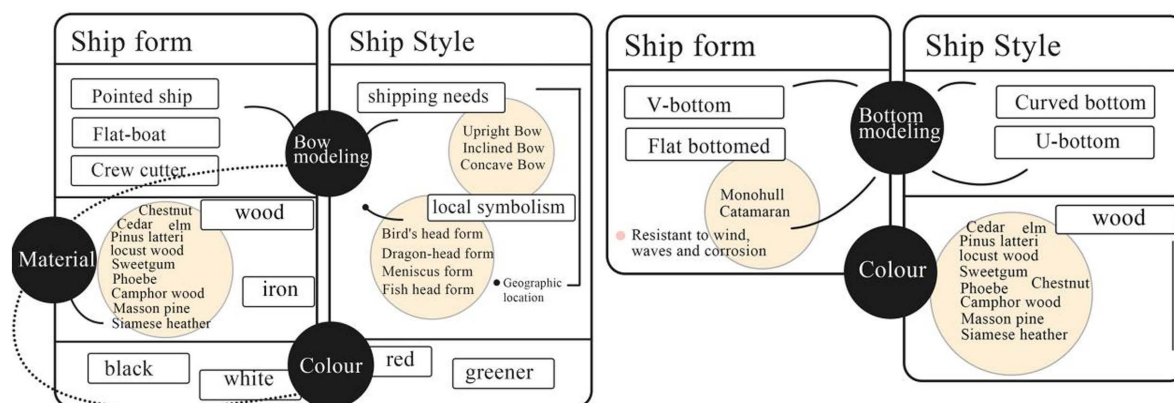 Ship form
Ship Style
Pointed ship
Flat-boat
Crew cutter
Bow
modeling
shipping needs
Upright Bow
Inclined Bow
Concave Bow
local symbolism
Bird's head form
Dragon-head form
Meniscus form
Fish head form
Geographic
location
Material
Chestnut
Cedar elm
Pinus latteri
locust wood
Sweetgum
Phoebe
Camphor wood
Masson pine
Siamese heather
wood
iron
black
white
Colour
red
greener
Ship form
Ship Style
V-bottom
Flat bottomed
Bottom
modeling
Curved bottom
U-bottom
Monohull
Catamaran
Resistant to wind,
waves and corrosion
Colour
wood
Cedar elm
Pinus latteri
locust wood
Sweetgum
Phoebe Chestnut
Camphor wood
Masson pine
Siamese heather